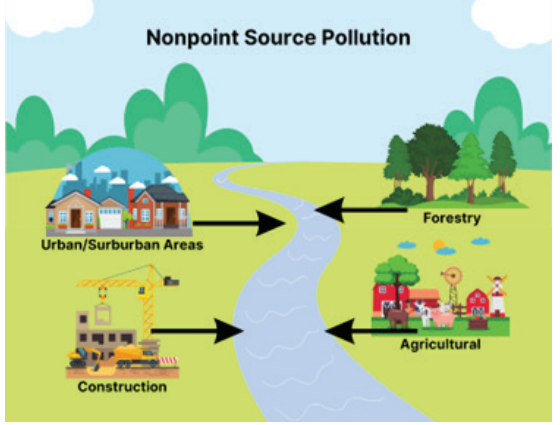 Nonpoint Source Pollution
Forestry
Urban/Surburban Areas
Agricultural
Construction